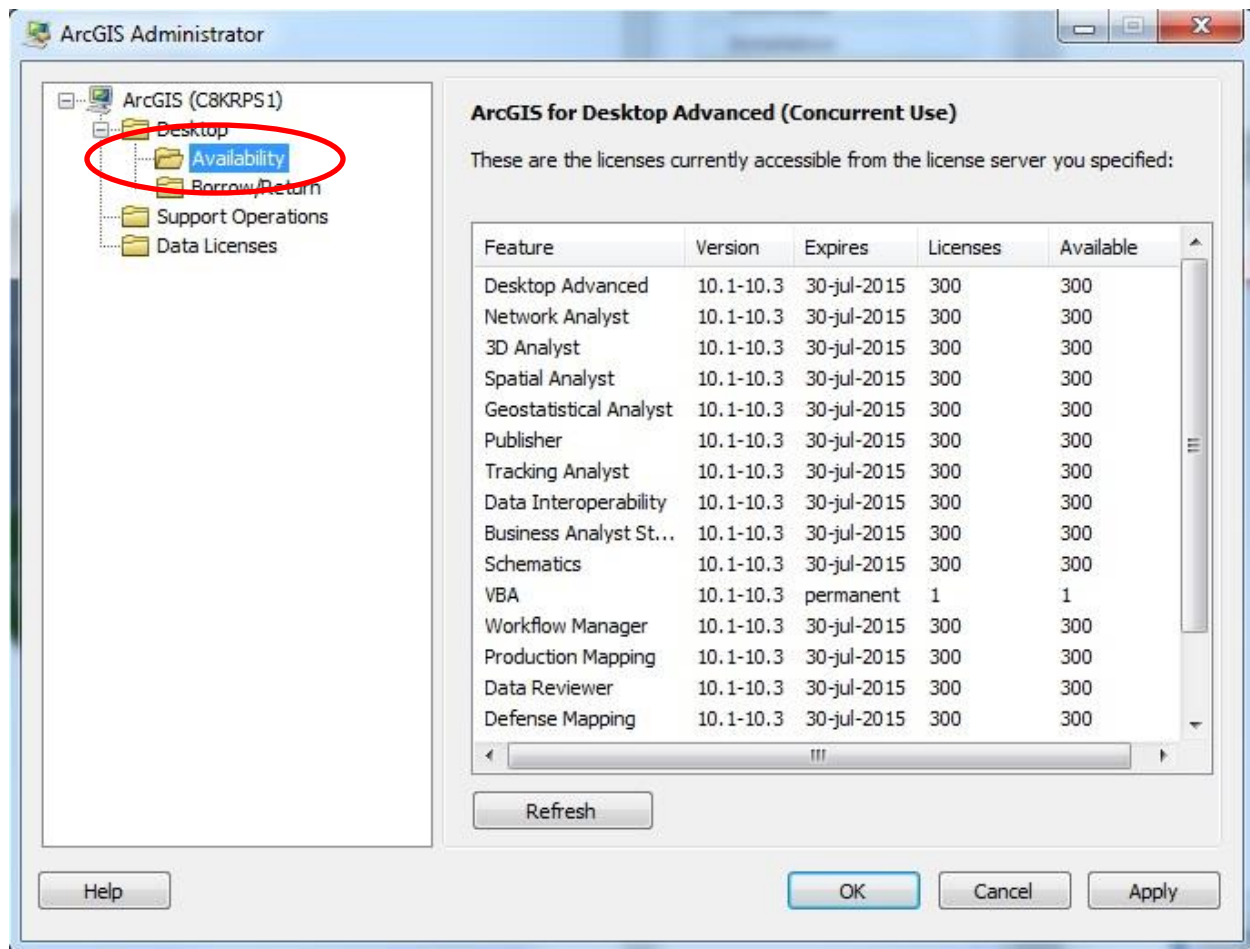 ArcGIS Administrator
ArcGIS (C8KRPS1)
Desktop
Availability
Borrow/Return
Support Operations
Data Licenses
ArcGIS for Desktop Advanced (Concurrent Use)
These are the licenses currently accessible from the license server you specified:
Feature Version Expires Licenses Available
Desktop Advanced 10.1-10.3 30-jul-2015 300 300
Network Analyst 10.1-10.3 30-jul-2015 300 300
3D Analyst 10.1-10.3 30-jul-2015 300 300
Spatial Analyst 10.1-10.3 30-jul-2015 300 300
Geostatistical Analyst 10.1-10.3 30-jul-2015 300 300
Publisher 10.1-10.3 30-jul-2015 300 300
Tracking Analyst 10.1-10.3 30-jul-2015 300 300
Data Interoperability 10.1-10.3 30-jul-2015 300 300
Business Analyst St... 10.1-10.3 30-jul-2015 300 300
Schematics 10.1-10.3 30-jul-2015 300 300
VBA 10.1-10.3 permanent 1 1
Workflow Manager 10.1-10.3 30-jul-2015 300 300
Production Mapping 10.1-10.3 30-jul-2015 300 300
Data Reviewer 10.1-10.3 30-jul-2015 300 300
Defense Mapping 10.1-10.3 30-jul-2015 300 300
Refresh
Help OK Cancel Apply